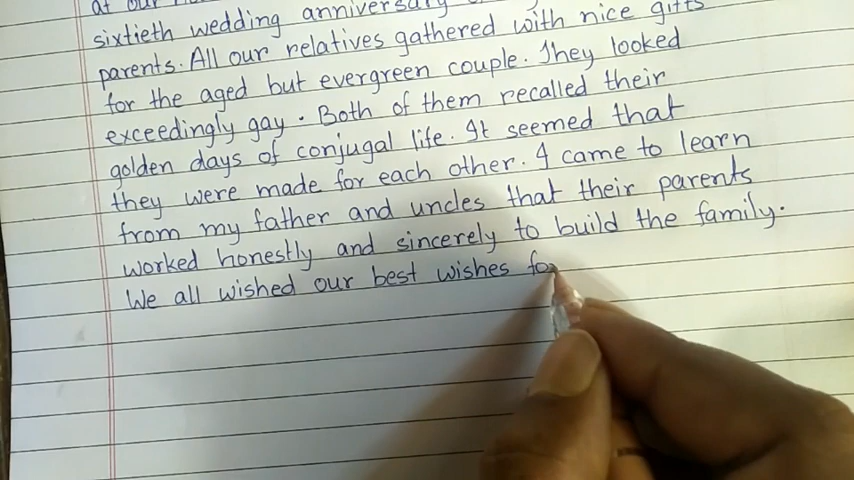 at our
sixtieth wedding anniversary
parents. All our relatives gathered with nice gifts
for the aged but evergreen couple. They looked
exceedingly gay. Both of them recalled their
golden days of conjugal life. It seemed that
they were made for each other. I came to learn
from my father and uncles that their parents
worked honestly and sincerely to build the family.
We all wished our best wishes for